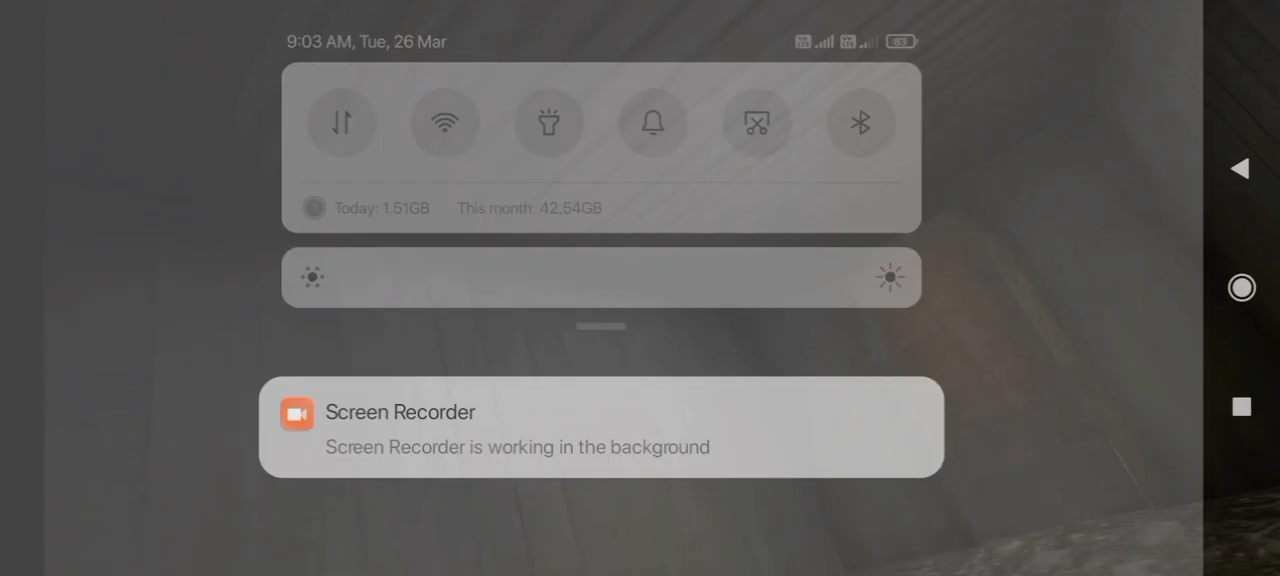 9:03 AM, Tue, 26 Mar
83
Today: 1.51GB This month: 42.54GB
Screen Recorder
Screen Recorder is working in the background